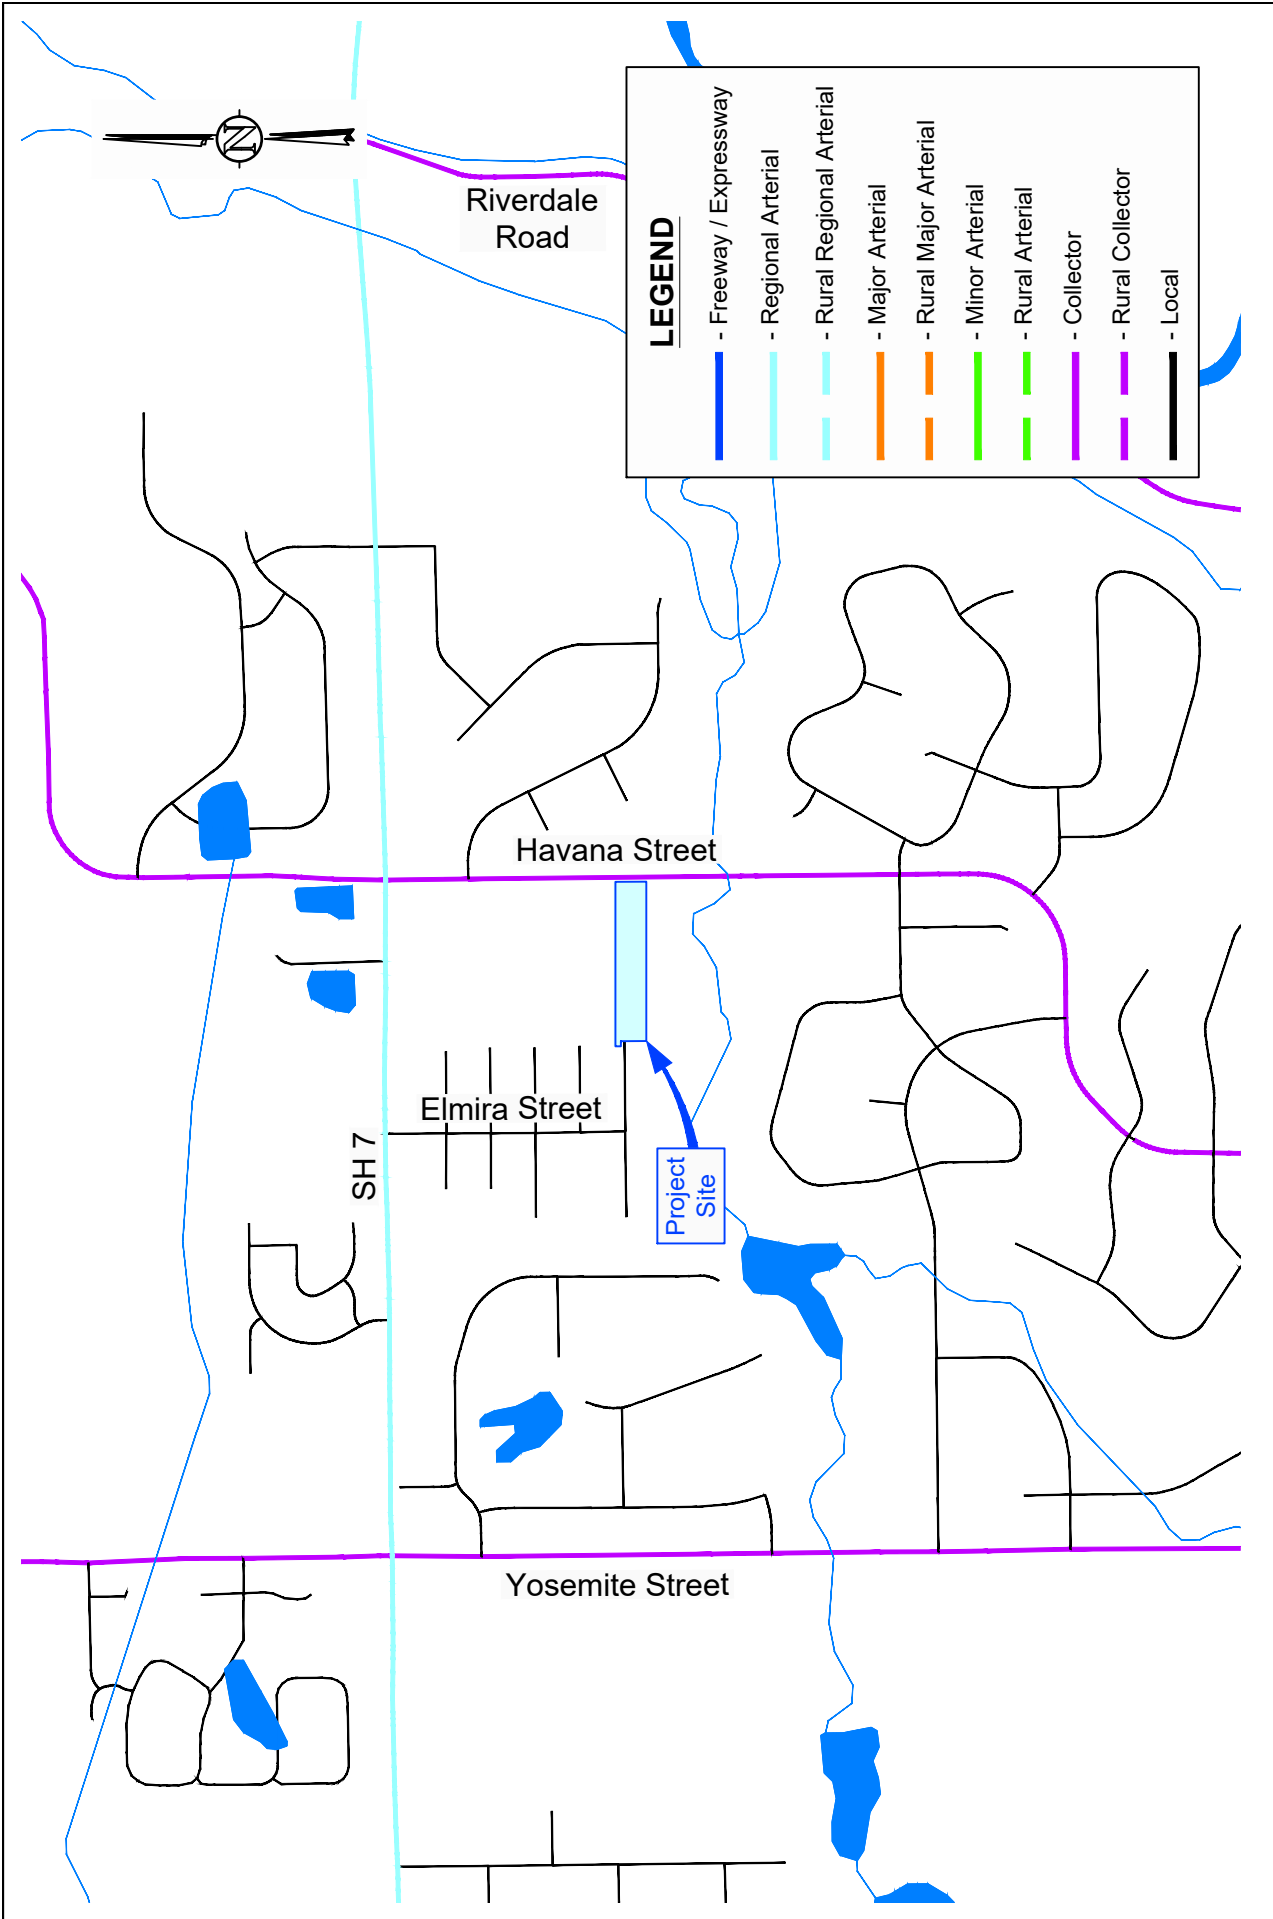 N
Riverdale
Road
LEGEND
- Freeway / Expressway
- Regional Arterial
- Rural Regional Arterial
- Major Arterial
- Rural Major Arterial
- Minor Arterial
- Rural Arterial
- Collector
- Rural Collector
- Local
Havana Street
Elmira Street
SH 7
Project
Site
Yosemite Street